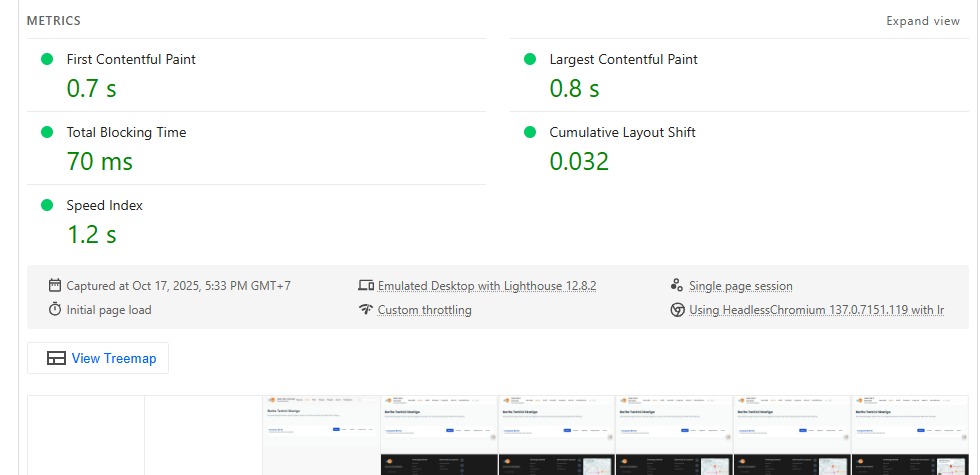 METRICS
Expand view
First Contentful Paint
0.7 s
Largest Contentful Paint
0.8 s
Total Blocking Time
70 ms
Cumulative Layout Shift
0.032
Speed Index
1.2 s
Captured at Oct 17, 2025, 5:33 PM GMT+7
Emulated Desktop with Lighthouse 12.8.2
Single page session
Initial page load
Custom throttling
Using HeadlessChromium 137.0.7151.119 with lr
View Treemap